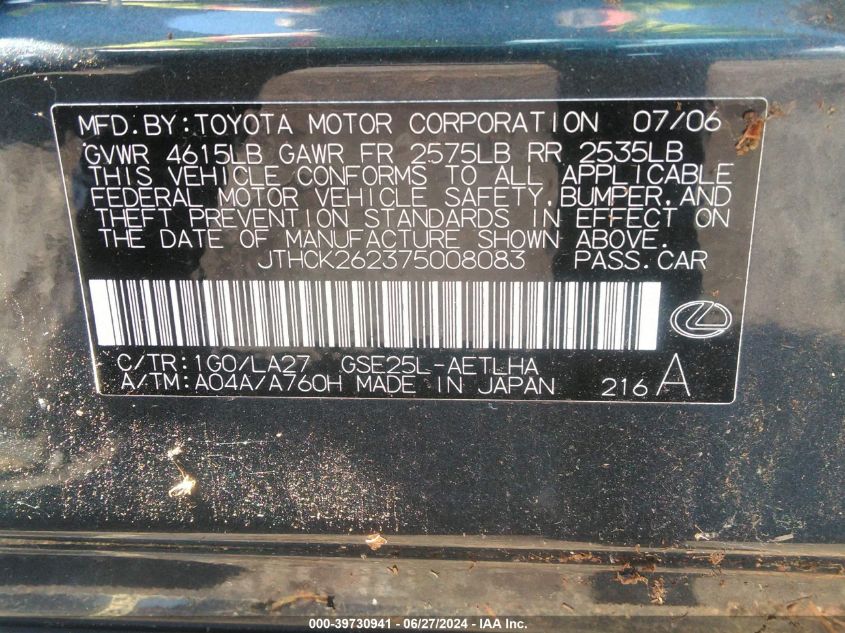 MFD.BY:TOYOTA MOTOR CORPORATION 07/06
GVWR 4615LB GAWR FR 2575LB RR 2535LB
THIS VEHICLE CONFORMS TO ALL APPLICABLE
FEDERAL MOTOR VEHICLE SAFETY,BUMPER,AND
THEFT PREVENTION STANDARDS IN EFFECT ON
THE DATE OF MANUFACTURE SHOWN ABOVE.
JTHCK262375008083 PASS.CAR
C/TR:1G0/LA27 GSE25L-AETLHA
A/TM:A04A/A760H MADE IN JAPAN 216 A
000-39730941 - 06/27/2024 - IAA Inc.